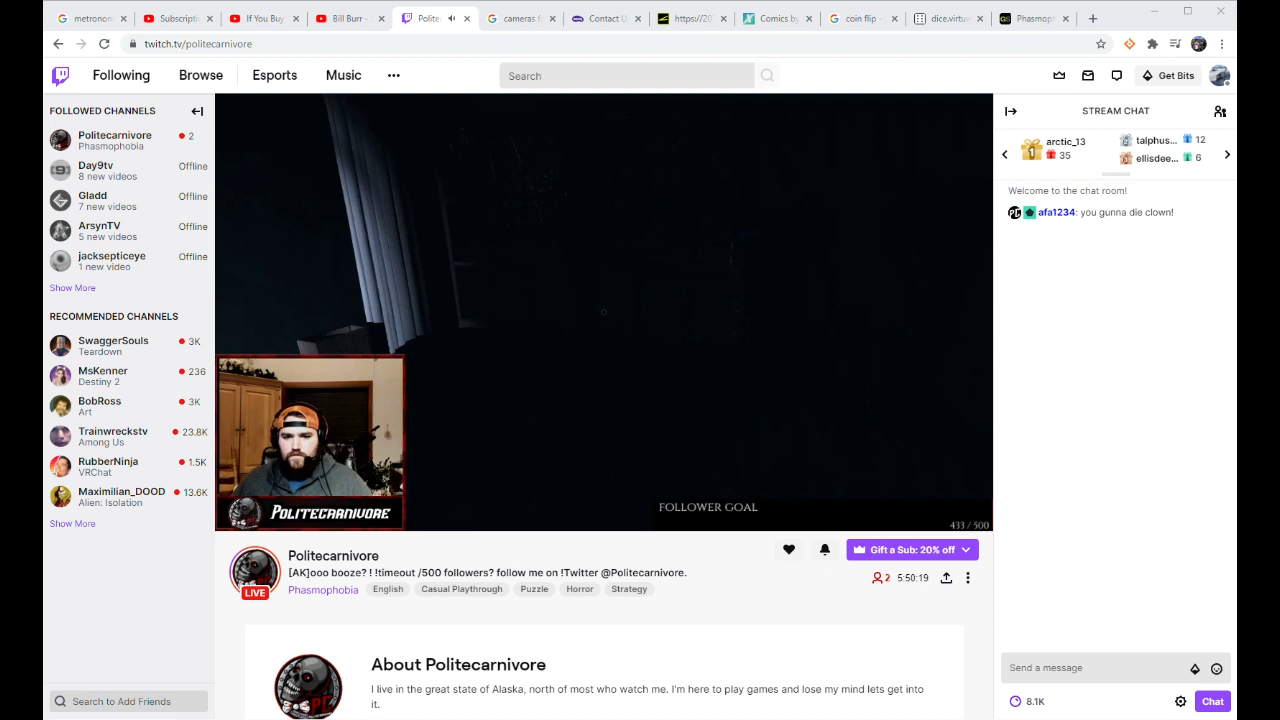 metronom
Subscripti
If You Buy
Bill Burr -
Polite
cameras f
Contact U
https://20
Comics by
coin flip -
dice.virtu
Phasmop
twitch.tv/politecarnivore
Following
Browse
Esports
Music
Search
Get Bits
FOLLOWED CHANNELS
Politecarnivore
2
Phasmophobia
Day9tv
Offline
8 new videos
Gladd
Offline
7 new videos
ArsynTV
Offline
5 new videos
jacksepticeye
Offline
1 new video
Show More
RECOMMENDED CHANNELS
SwaggerSouls
3K
Teardown
MsKenner
236
Destiny 2
BobRoss
3K
Art
Trainwreckstv
23.8K
Among Us
RubberNinja
1.5K
VRChat
Maximilian_DOOD
13.6K
Alien: Isolation
Show More
Search to Add Friends
POLITECARNIVORE
FOLLOWER GOAL
433 / 500
Politecarnivore
LIVE
[AK]ooo booze? ! !timeout /500 followers? follow me on !Twitter @Politecarnivore.
Phasmophobia
English
Casual Playthrough
Puzzle
Horror
Strategy
Gift a Sub: 20% off
2
5:50:19
About Politecarnivore
I live in the great state of Alaska, north of most who watch me. I'm here to play games and lose my mind lets get into
it.
STREAM CHAT
1
arctic_13
35
talphus...
12
ellisdee...
6
Welcome to the chat room!
afa1234: you gunna die clown!
Send a message
8.1K
Chat